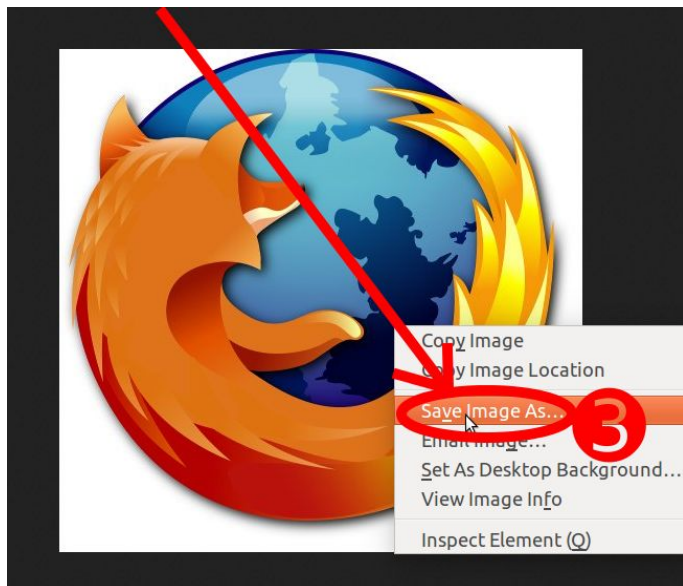 Copy Image
Copy Image Location
Save Image As...
3
Email Image...
Set As Desktop Background...
View Image Info
Inspect Element (Q)